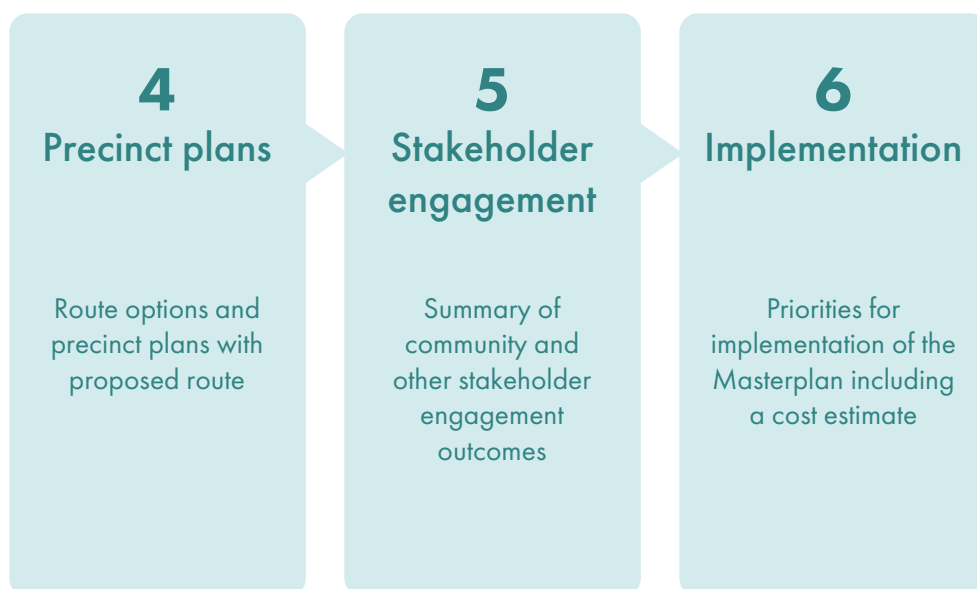 4
Precinct plans
Route options and
precinct plans with
proposed route
5
Stakeholder
engagement
Summary of
community and
other stakeholder
engagement
outcomes
6
Implementation
Priorities for
implementation of the
Masterplan including
a cost estimate